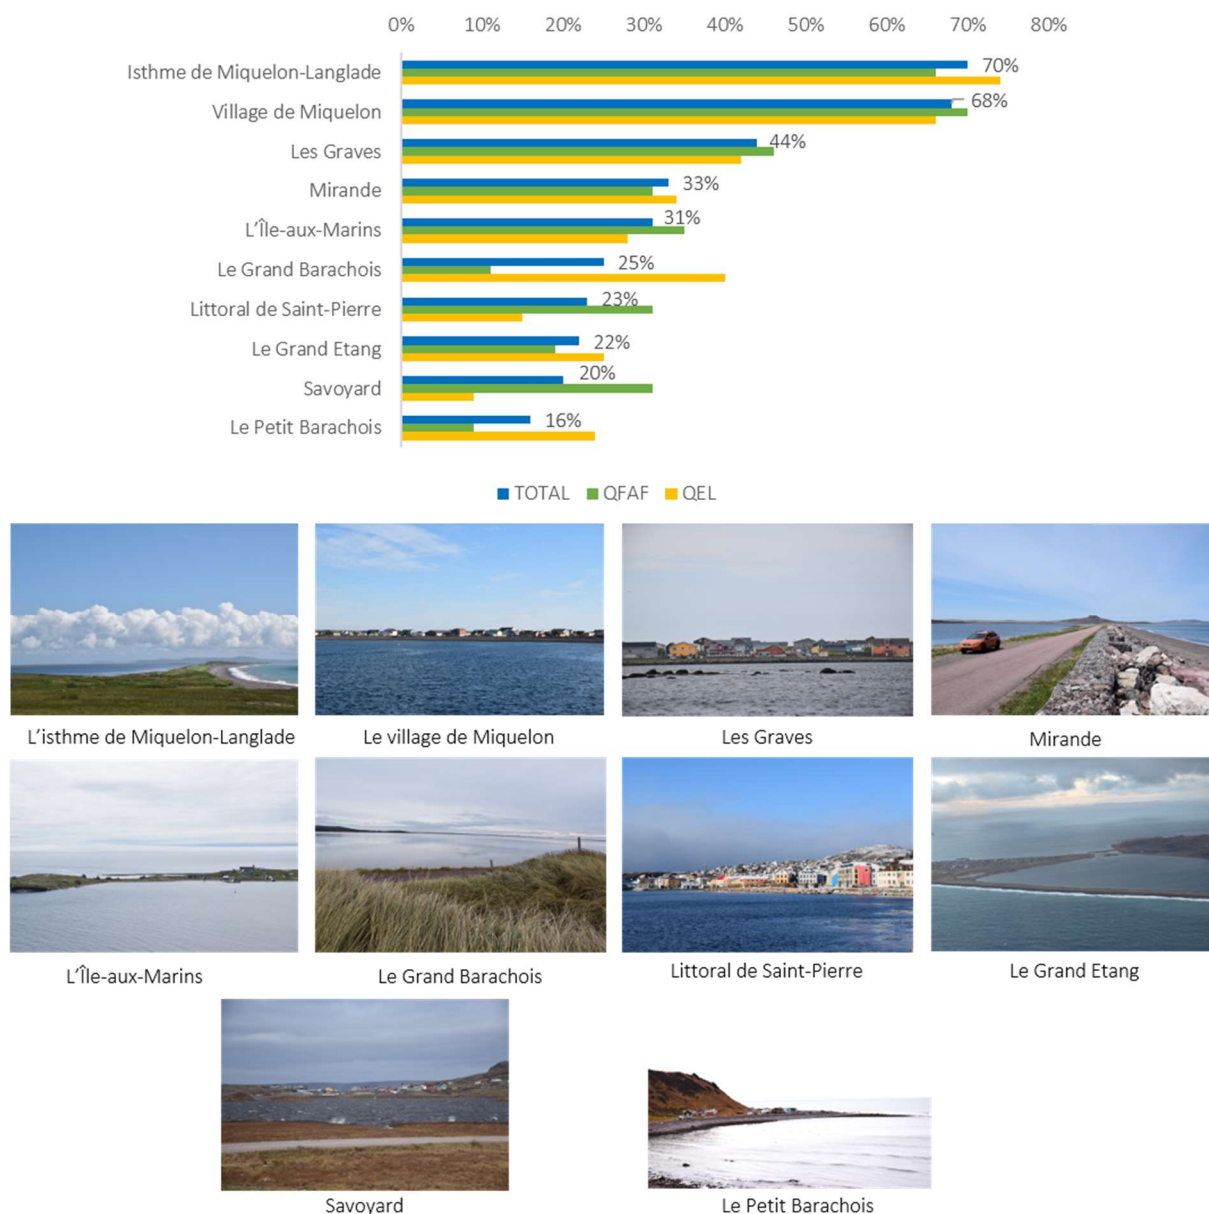 0% 10% 20% 30% 40% 50% 60% 70% 80%
Isthme de Miquelon-Langlade 70%
Village de Miquelon 68%
Les Graves 44%
Mirande 33%
L'Île-aux-Marins 31%
Le Grand Barachois 25%
Littoral de Saint-Pierre 23%
Le Grand Etang 22%
Savoyard 20%
Le Petit Barachois 16%
TOTAL QFAF QEL
L'isthme de Miquelon-Langlade Le village de Miquelon Les Graves Mirande
L'Île-aux-Marins Le Grand Barachois Littoral de Saint-Pierre Le Grand Etang
Savoyard Le Petit Barachois